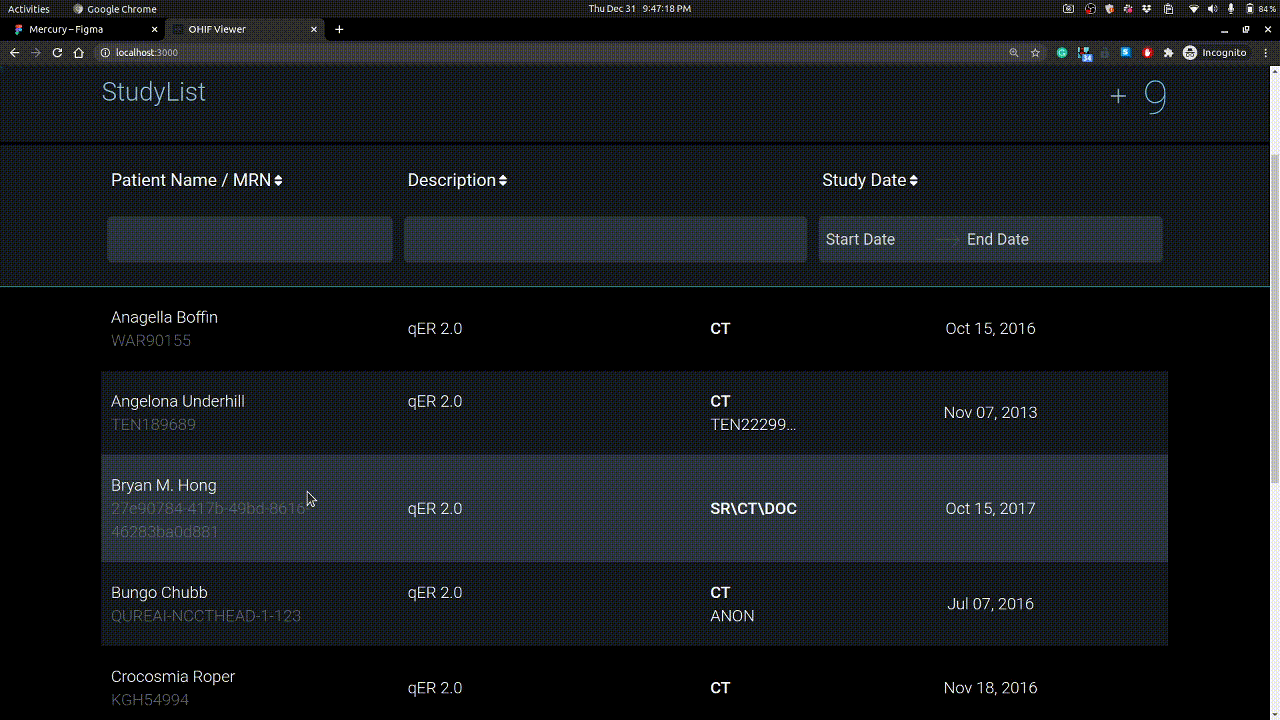 Activities Google Chrome Thu Dec 31 9:47:18 PM 84%
Mercury – Figma OHIF Viewer
localhost:3000 34 Incognito
StudyList + 9
Patient Name / MRN Description Study Date
Start Date End Date
Anagella Boffin
WAR90155 qER 2.0 CT Oct 15, 2016
Angelona Underhill qER 2.0 CT
TEN189689 TEN22299... Nov 07, 2013
Bryan M. Hong
27e90784-417b-49bd-8616- qER 2.0 SR\CT\DOC Oct 15, 2017
46283ba0d881
Bungo Chubb qER 2.0 CT
QUREAI-NCCTHEAD-1-123 ANON Jul 07, 2016
Crocosmia Roper
KGH54994 qER 2.0 CT Nov 18, 2016